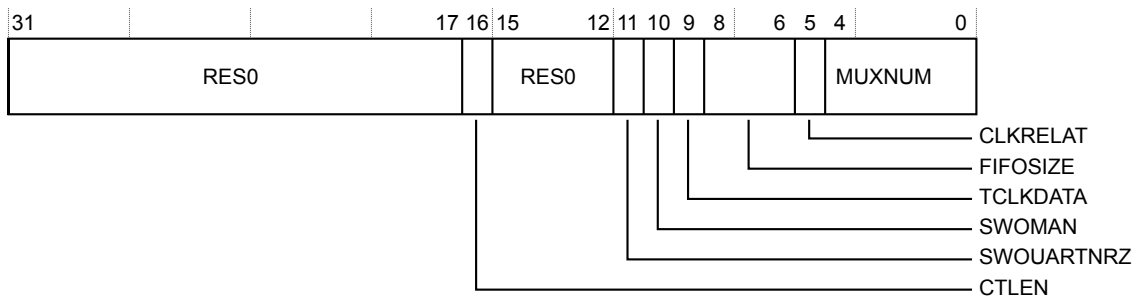 31 17 16 15 12 11 10 9 8 6 5 4 0
RES0 RES0 MUXNUM
CLKRELAT
FIFOSIZE
TCLKDATA
SWOMAN
SWOUARTNRZ
CTLEN